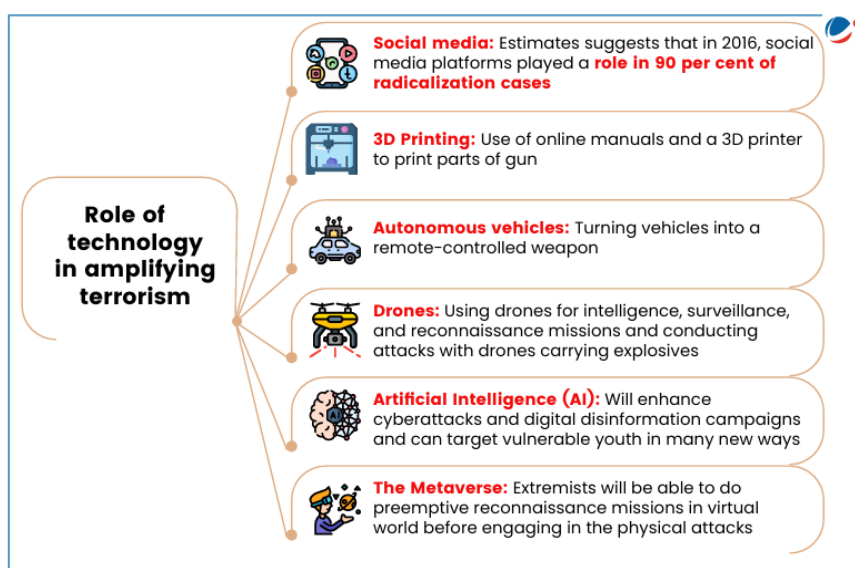 Social media: Estimates suggests that in 2016, social
media platforms played a role in 90 per cent of
radicalization cases
3D Printing: Use of online manuals and a 3D printer
to print parts of gun
Role of
technology
in amplifying
terrorism
Autonomous vehicles: Turning vehicles into a
remote-controlled weapon
Drones: Using drones for intelligence, surveillance,
and reconnaissance missions and conducting
attacks with drones carrying explosives
AI
Artificial Intelligence (AI): Will enhance
cyberattacks and digital disinformation campaigns
and can target vulnerable youth in many new ways
The Metaverse: Extremists will be able to do
preemptive reconnaissance missions in virtual
world before engaging in the physical attacks